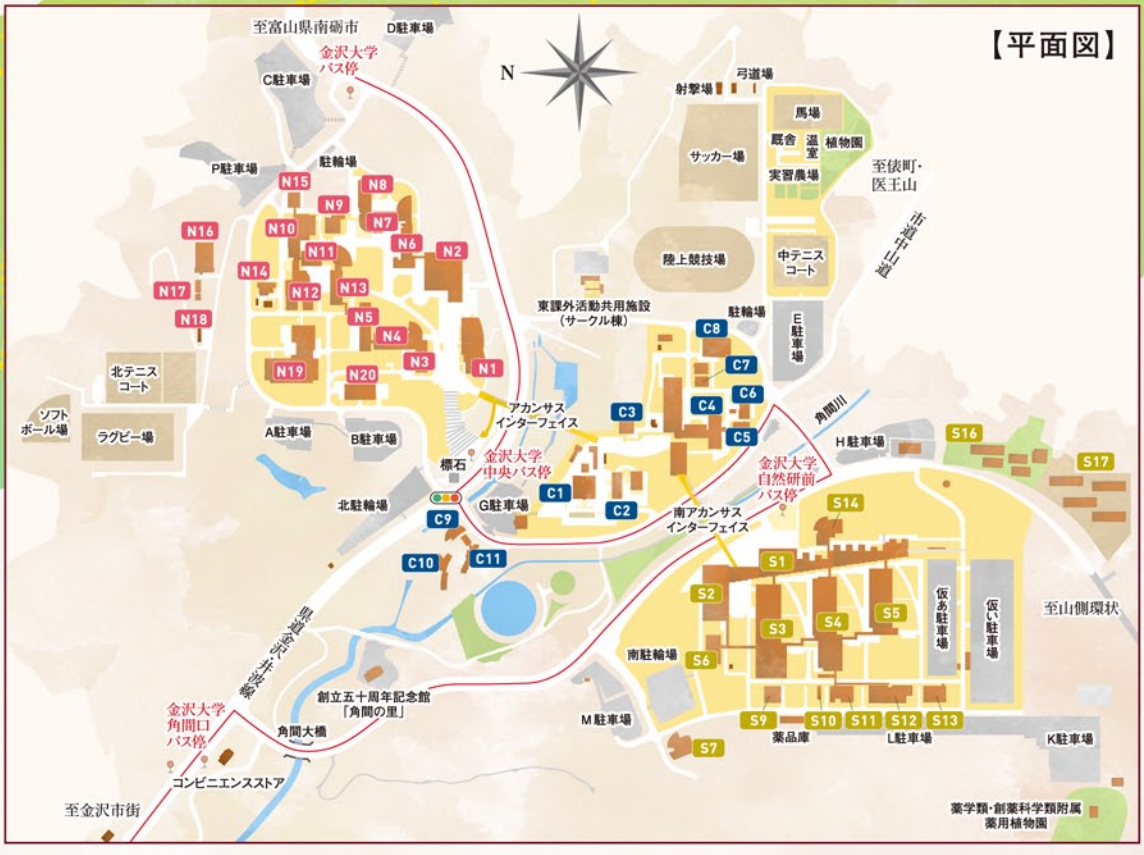 【平面図】
至富山県南砺市
D駐車場
金沢大学
バス停
C駐車場
N
弓道場
射撃場
馬場
厩舎
温室
植物園
サッカー場
実習農場
至俵町・
医王山
市道中山道
P駐車場
駐輪場
N15
N8
N9
N7
N16
N10
N6
N2
N11
N14
N17
N12
N13
N18
N5
N4
N3
N1
N19
N20
陸上競技場
中テニス
コート
東課外活動共用施設
(サークル棟)
駐輪場
E駐車場
C8
C7
C6
C4
C3
C5
北テニス
コート
ソフト
ボール場
ラグビー場
A駐車場
B駐車場
アカンサス
インターフェイス
標石
金沢大学
中央バス停
角間川
H駐車場
S16
S17
金沢大学
自然研前
バス停
北駐輪場
G駐車場
C1
C2
C9
C10
C11
南アカンサス
インターフェイス
S14
S1
S2
S3
S4
S5
S6
仮あ駐車場
仮い駐車場
至山側環状
県道金沢井波線
南駐輪場
創立五十周年記念館
「角間の里」
M駐車場
S7
S9
S10
S11
S12
S13
薬品庫
L駐車場
K駐車場
金沢大学
角間口
バス停
角間大橋
コンビニエンスストア
至金沢市街
薬学類・創薬科学類附属
薬用植物園